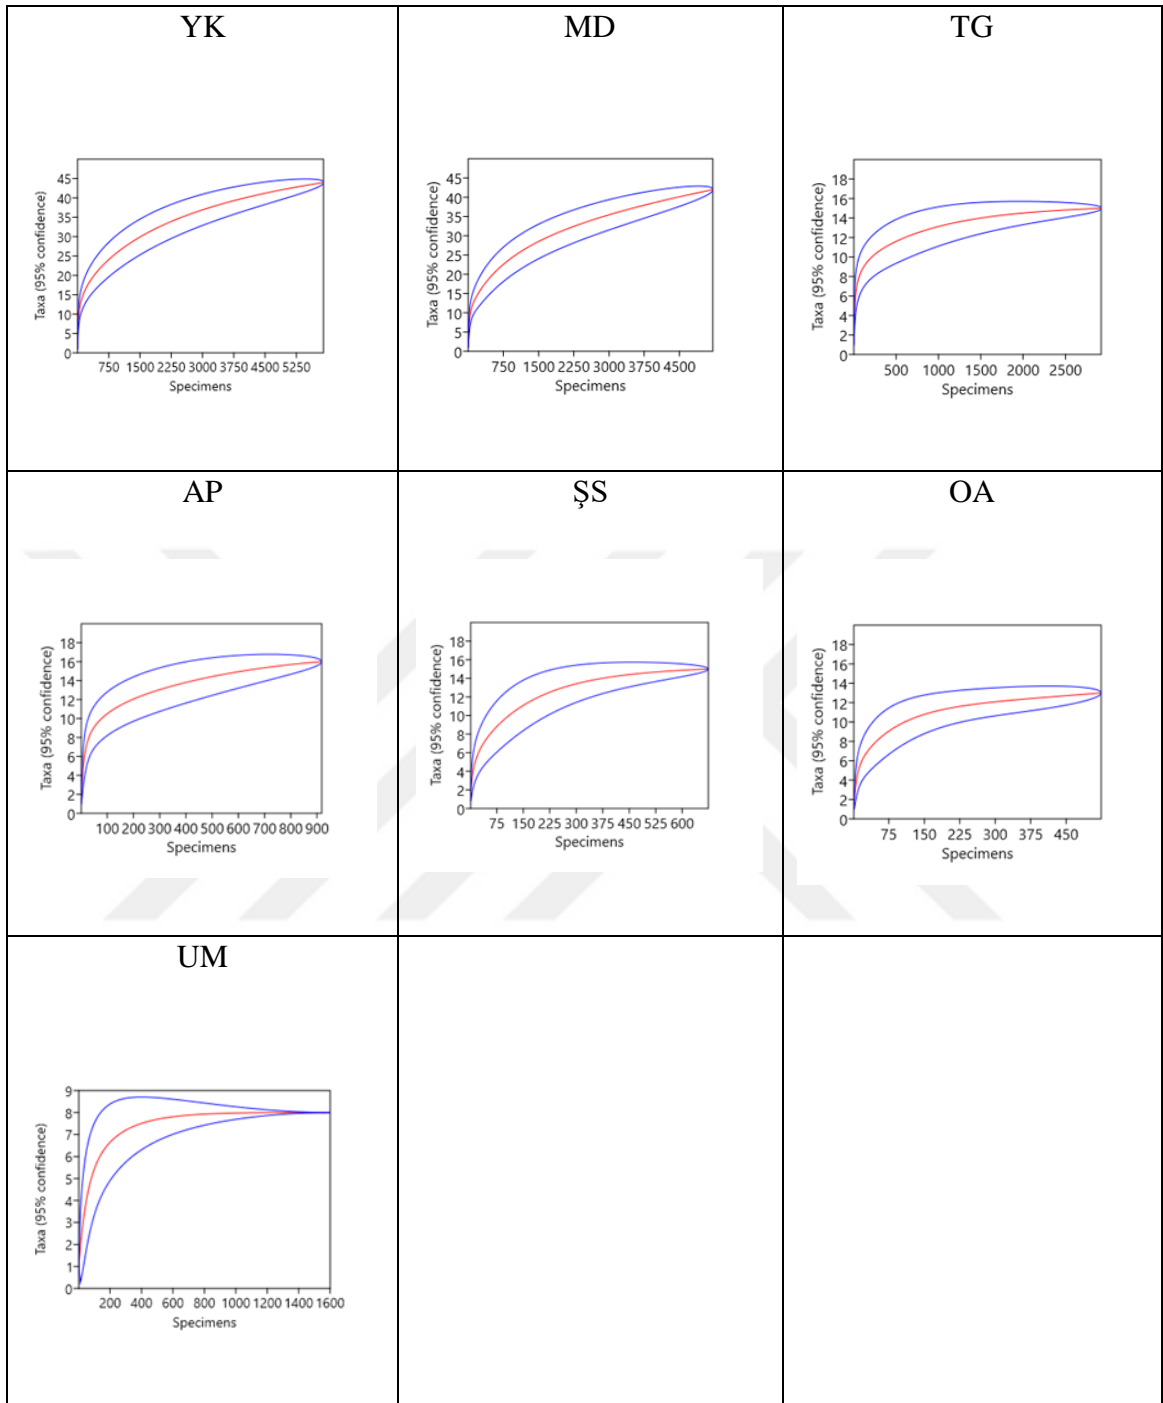 YK
45
40
35
30
25
20
15
10
5
0
Taxa (95% confidence)
750 1500 2250 3000 3750 4500 5250
Specimens
MD
45
40
35
30
25
20
15
10
5
0
Taxa (95% confidence)
750 1500 2250 3000 3750 4500
Specimens
TG
18
16
14
12
10
8
6
4
2
0
Taxa (95% confidence)
500 1000 1500 2000 2500
Specimens
AP
18
16
14
12
10
8
6
4
2
0
Taxa (95% confidence)
100 200 300 400 500 600 700 800 900
Specimens
ŞS
18
16
14
12
10
8
6
4
2
0
Taxa (95% confidence)
75 150 225 300 375 450 525 600
Specimens
OA
18
16
14
12
10
8
6
4
2
0
Taxa (95% confidence)
75 150 225 300 375 450
Specimens
UM
9
8
7
6
5
4
3
2
1
0
Taxa (95% confidence)
200 400 600 800 1000 1200 1400 1600
Specimens